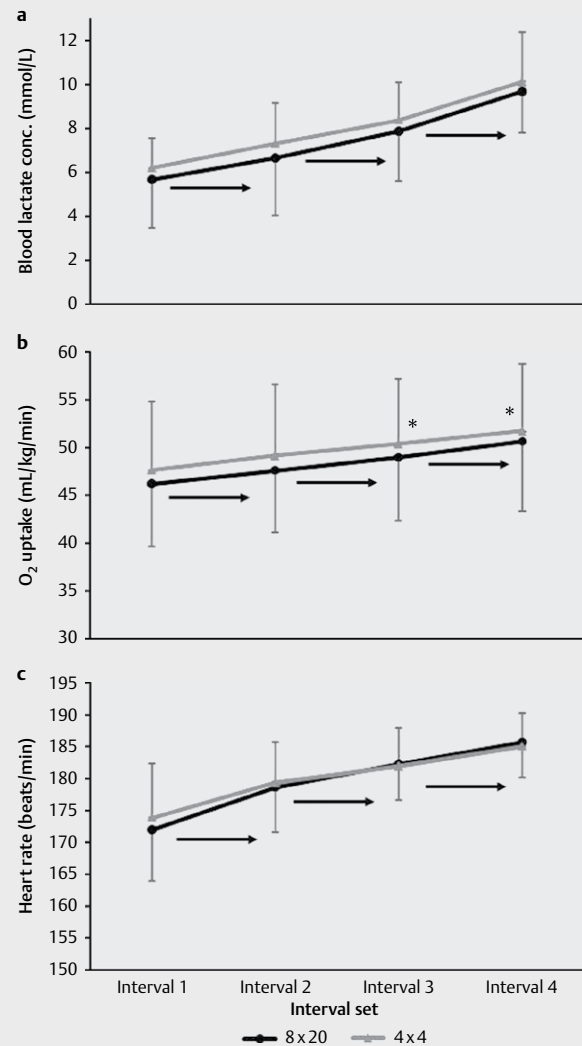 a
Blood lactate conc. (mmol/L)
12
10
8
6
4
2
0
b
O₂ uptake (mL/kg/min)
60
55
50
45
40
35
30
*
*
c
Heart rate (beats/min)
195
190
185
180
175
170
165
160
155
150
Interval 1 Interval 2 Interval 3 Interval 4
Interval set
8 x 20 4 x 4